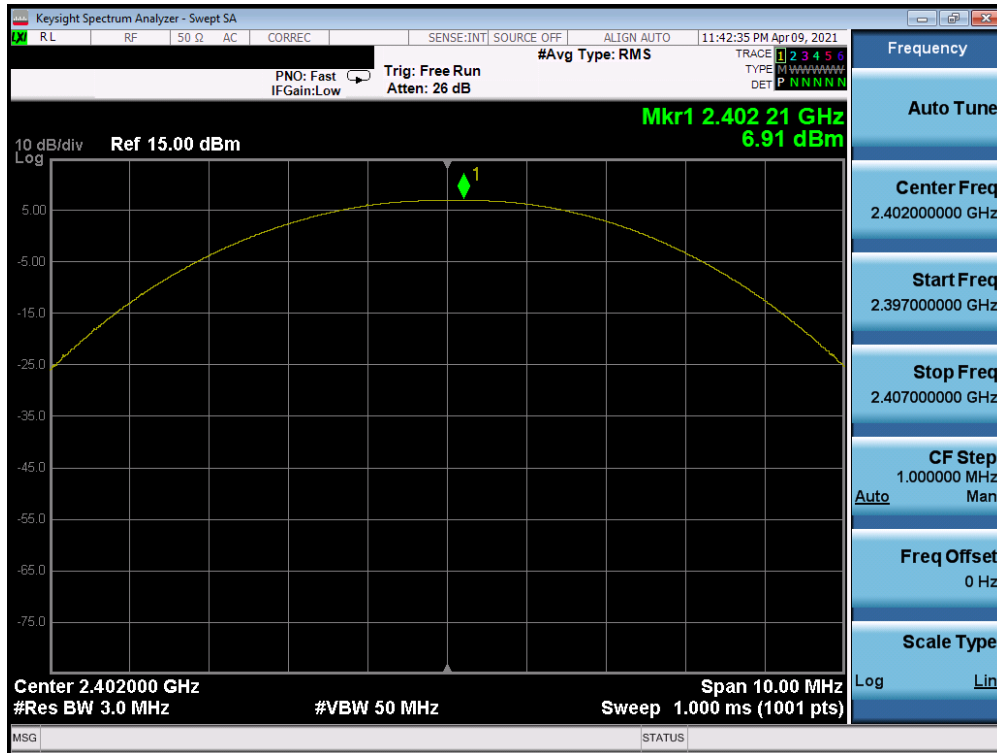 Keysight Spectrum Analyzer - Swept SA
LXI RL RF 50 Ω AC CORREC SENSE:INT SOURCE OFF ALIGN AUTO 11:42:35 PM Apr 09, 2021
#Avg Type: RMS
TRACE 1 2 3 4 5 6
PNO: Fast Trig: Free Run
TYPE M WWWWW
IFGain:Low Atten: 26 dB
DET P N N N N N
Mkr1 2.402 21 GHz
6.91 dBm
10 dB/div Ref 15.00 dBm
Log
1
5.00
-5.00
-15.0
-25.0
-35.0
-45.0
-55.0
-65.0
-75.0
Center 2.402000 GHz Span 10.00 MHz
#Res BW 3.0 MHz #VBW 50 MHz Sweep 1.000 ms (1001 pts)
MSG STATUS
Frequency
Auto Tune
Center Freq
2.402000000 GHz
Start Freq
2.397000000 GHz
Stop Freq
2.407000000 GHz
CF Step
1.000000 MHz
Auto Man
Freq Offset
0 Hz
Scale Type
Log Lin